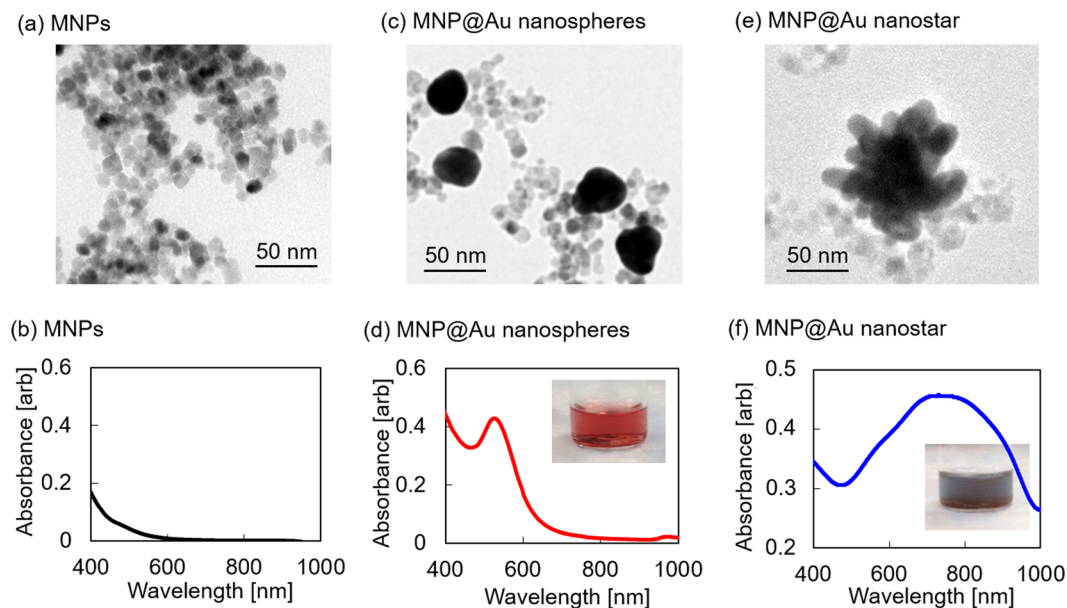 (a) MNPs
(c) MNP@Au nanospheres
(e) MNP@Au nanostar
50 nm
50 nm
50 nm
(b) MNPs
(d) MNP@Au nanospheres
(f) MNP@Au nanostar
Absorbance [arb]
0.6
0.4
0.2
0
400
600
800
1000
Wavelength [nm]
Absorbance [arb]
0.6
0.4
0.2
0
400
600
800
1000
Wavelength [nm]
Absorbance [arb]
0.5
0.4
0.3
0.2
400
600
800
1000
Wavelength [nm]